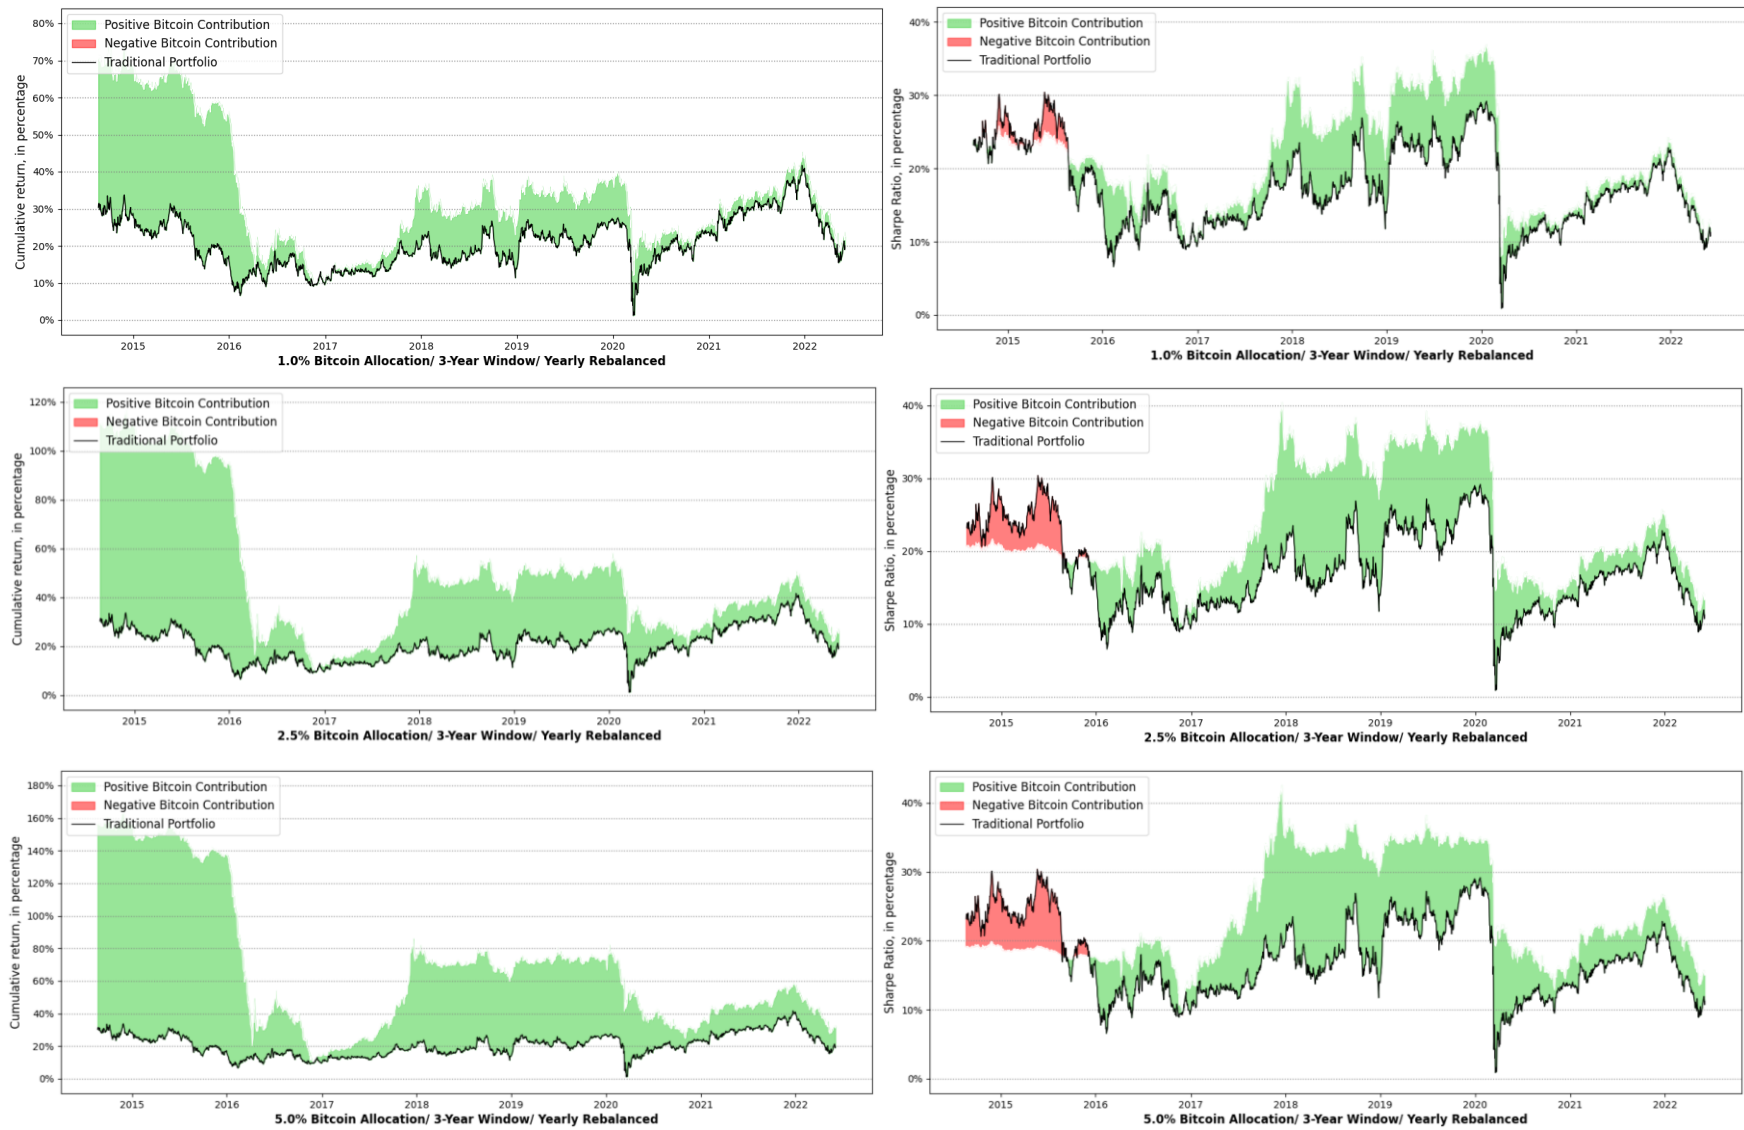 80%
70%
60%
50%
40%
30%
20%
10%
0%
Cumulative return, in percentage
Positive Bitcoin Contribution
Negative Bitcoin Contribution
Traditional Portfolio
2015 2016 2017 2018 2019 2020 2021 2022
1.0% Bitcoin Allocation/ 3-Year Window/ Yearly Rebalanced
40%
30%
20%
10%
0%
Sharpe Ratio, in percentage
Positive Bitcoin Contribution
Negative Bitcoin Contribution
Traditional Portfolio
2015 2016 2017 2018 2019 2020 2021 2022
1.0% Bitcoin Allocation/ 3-Year Window/ Yearly Rebalanced
120%
100%
80%
60%
40%
20%
0%
Cumulative return, in percentage
Positive Bitcoin Contribution
Negative Bitcoin Contribution
Traditional Portfolio
2015 2016 2017 2018 2019 2020 2021 2022
2.5% Bitcoin Allocation/ 3-Year Window/ Yearly Rebalanced
40%
30%
20%
10%
0%
Sharpe Ratio, in percentage
Positive Bitcoin Contribution
Negative Bitcoin Contribution
Traditional Portfolio
2015 2016 2017 2018 2019 2020 2021 2022
2.5% Bitcoin Allocation/ 3-Year Window/ Yearly Rebalanced
180%
160%
140%
120%
100%
80%
60%
40%
20%
0%
Cumulative return, in percentage
Positive Bitcoin Contribution
Negative Bitcoin Contribution
Traditional Portfolio
2015 2016 2017 2018 2019 2020 2021 2022
5.0% Bitcoin Allocation/ 3-Year Window/ Yearly Rebalanced
40%
30%
20%
10%
0%
Sharpe Ratio, in percentage
Positive Bitcoin Contribution
Negative Bitcoin Contribution
Traditional Portfolio
2015 2016 2017 2018 2019 2020 2021 2022
5.0% Bitcoin Allocation/ 3-Year Window/ Yearly Rebalanced